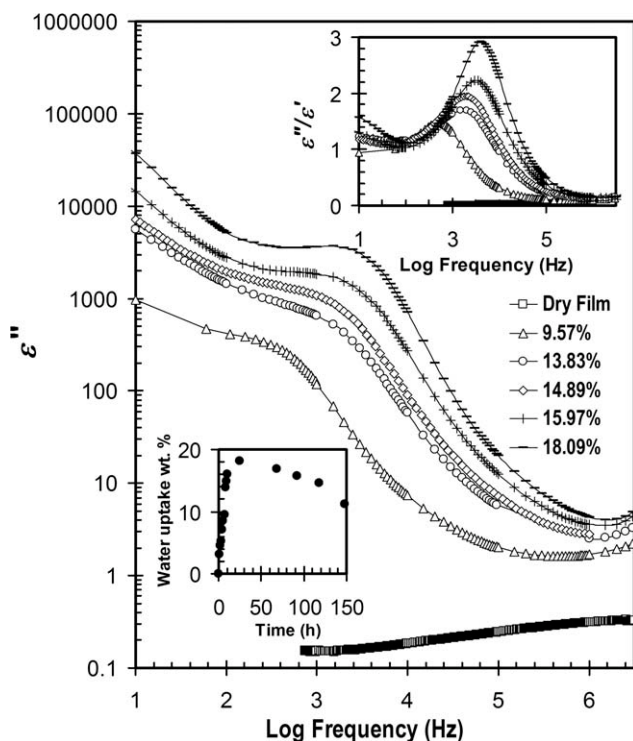 1000000
100000
10000
1000
100
10
1
0.1
ε"
1 2 3 4 5 6
Log Frequency (Hz)
3
2
1
0
ε"/ε'
1 3 5
Log Frequency (Hz)
Dry Film
9.57%
13.83%
14.89%
15.97%
18.09%
20
10
0
Water uptake wt. %
0 50 100 150
Time (h)